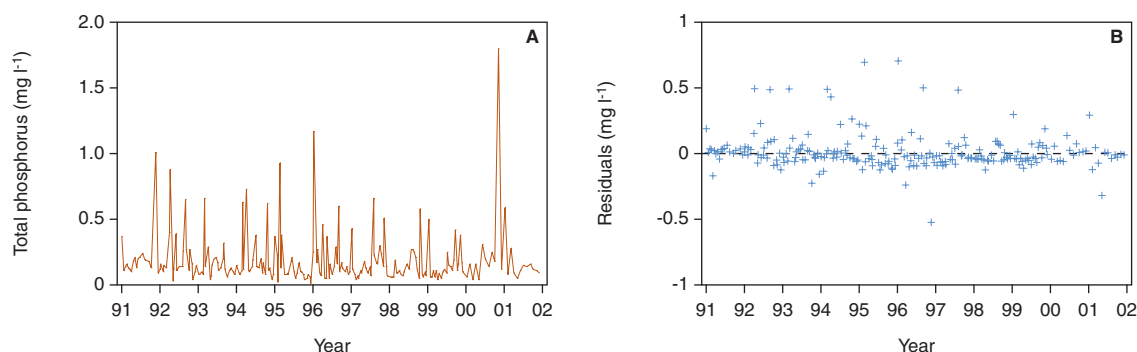 A
Total phosphorus (mg l-1)
2.0
1.5
1.0
0.5
0
91 92 93 94 95 96 97 98 99 00 01 02
Year
B
Residuals (mg l-1)
1
0.5
0
-0.5
-1
91 92 93 94 95 96 97 98 99 00 01 02
Year